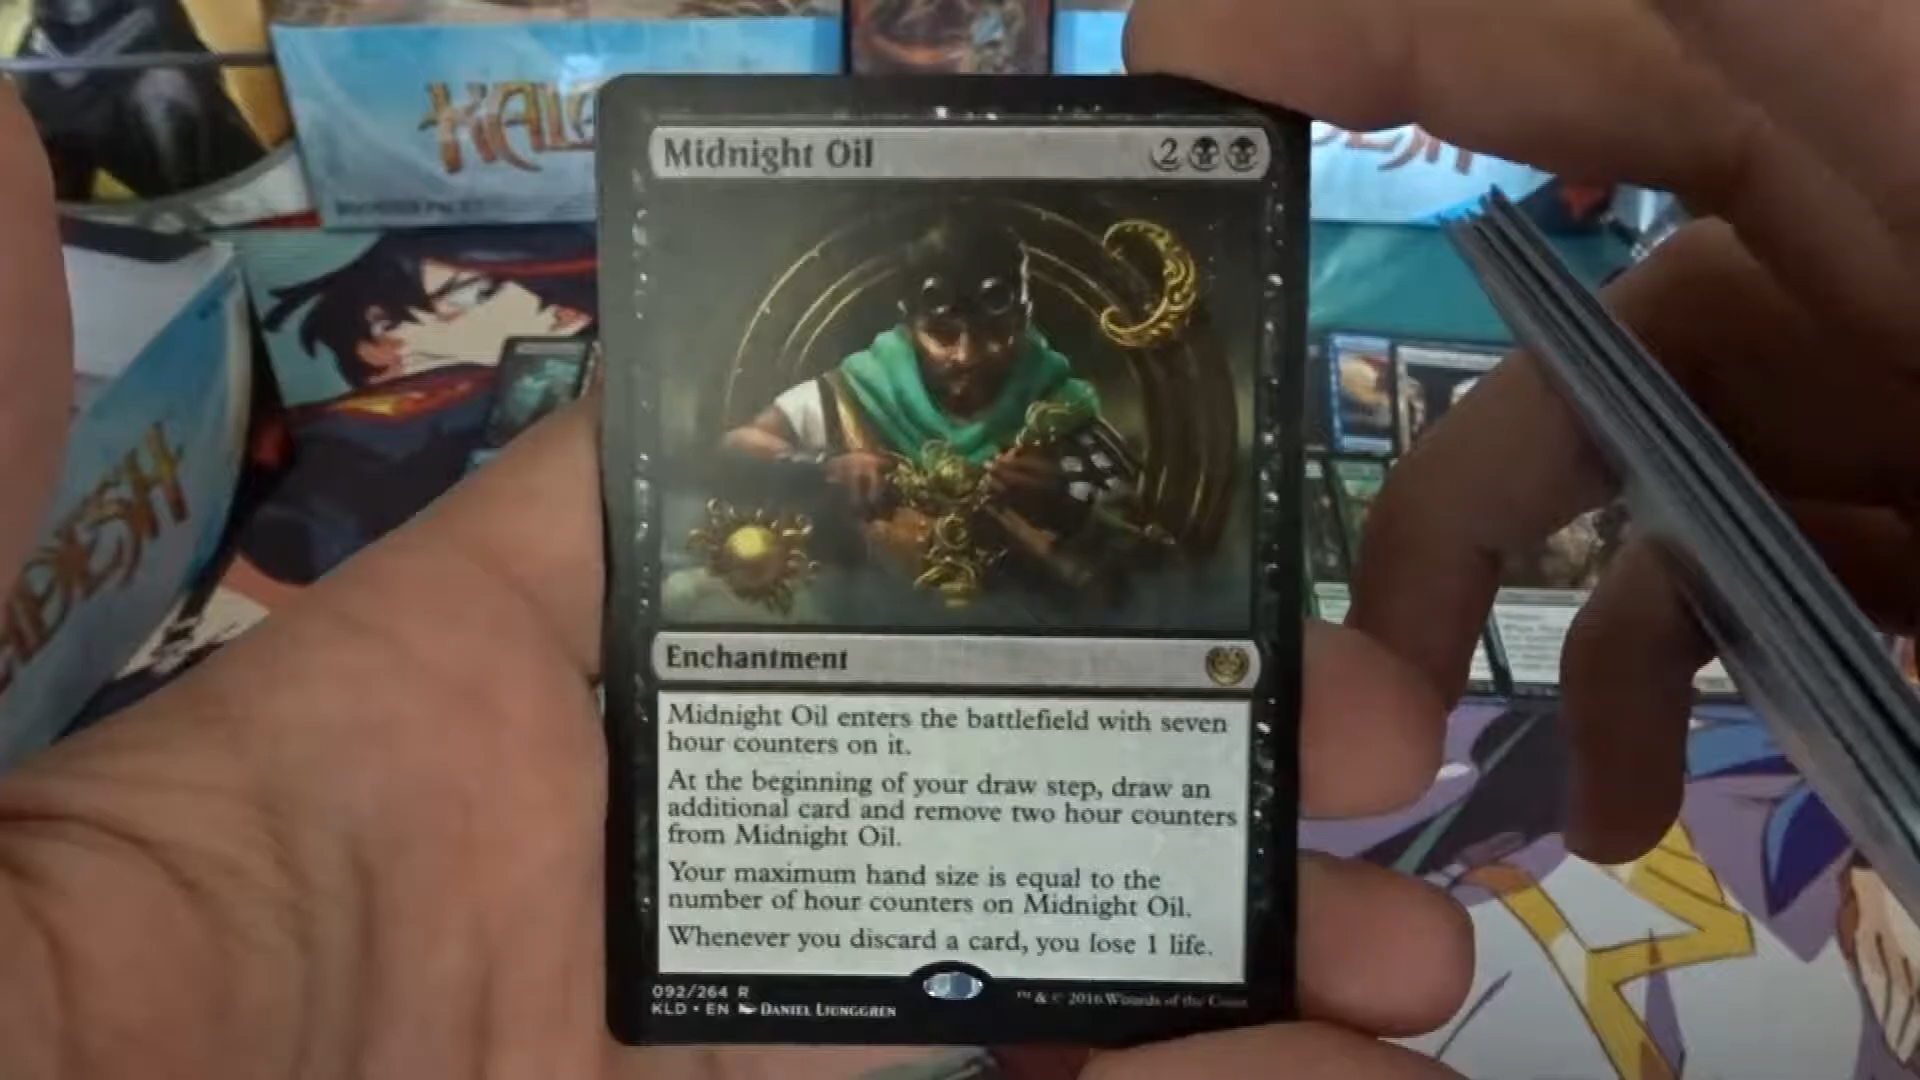 KALA
Midnight Oil
2
Enchantment
Midnight Oil enters the battlefield with seven
hour counters on it.
At the beginning of your draw step, draw an
additional card and remove two hour counters
from Midnight Oil.
Your maximum hand size is equal to the
number of hour counters on Midnight Oil.
Whenever you discard a card, you lose 1 life.
092/264 R
KLD • EN DANIEL LJUNGGREN
™ & © 2016 Wizards of the Coast